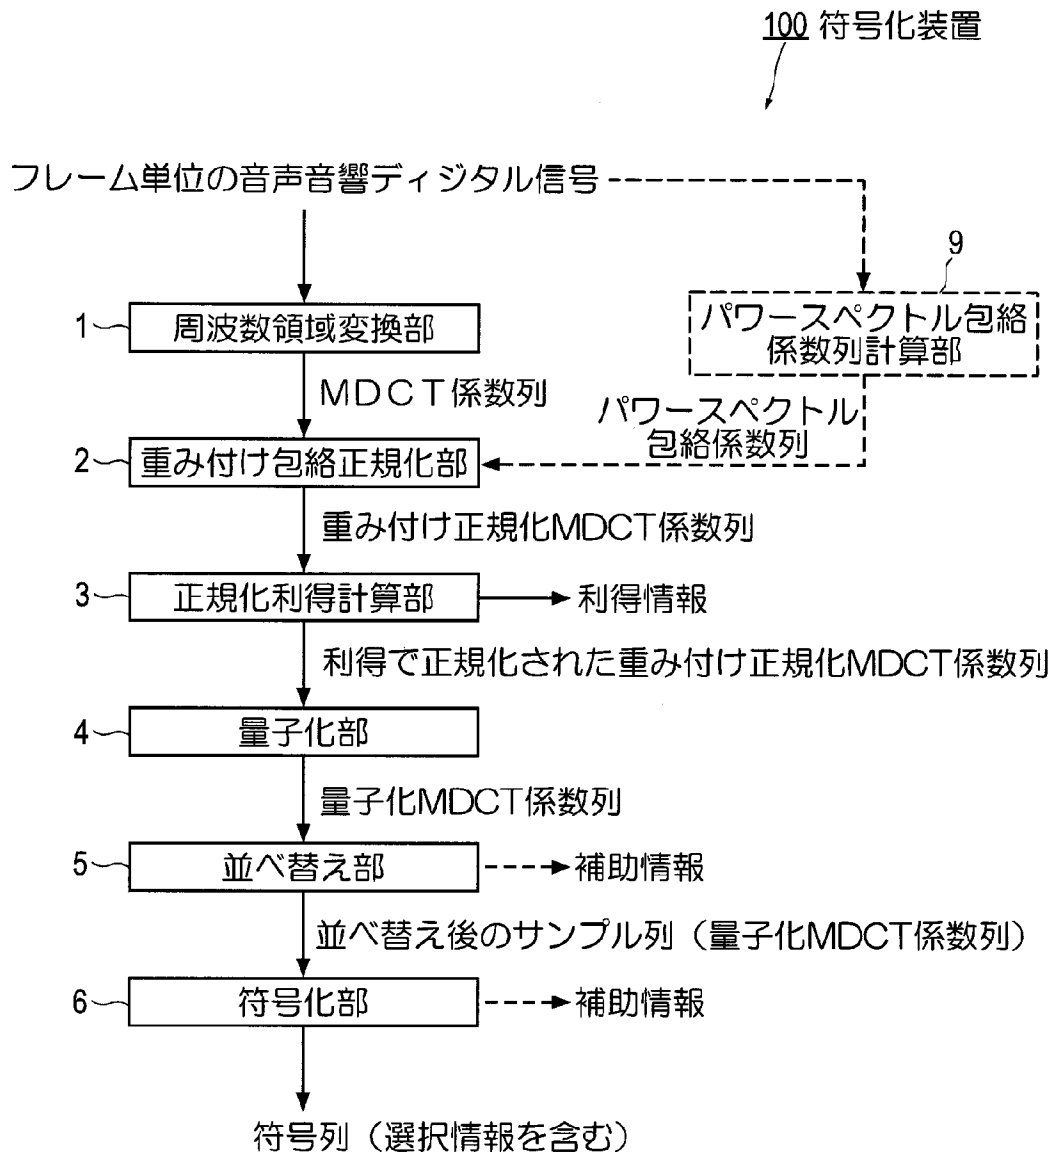 100 符号化装置
フレーム単位の音声音響ディジタル信号
9
パワースペクトル包絡
係数列計算部
1
周波数領域変換部
MDCT係数列
パワースペクトル
包絡係数列
2
重み付け包絡正規化部
重み付け正規化MDCT係数列
3
正規化利得計算部
利得情報
利得で正規化された重み付け正規化MDCT係数列
4
量子化部
量子化MDCT係数列
5
並べ替え部
補助情報
並べ替え後のサンプル列（量子化MDCT係数列）
6
符号化部
補助情報
符号列（選択情報を含む）